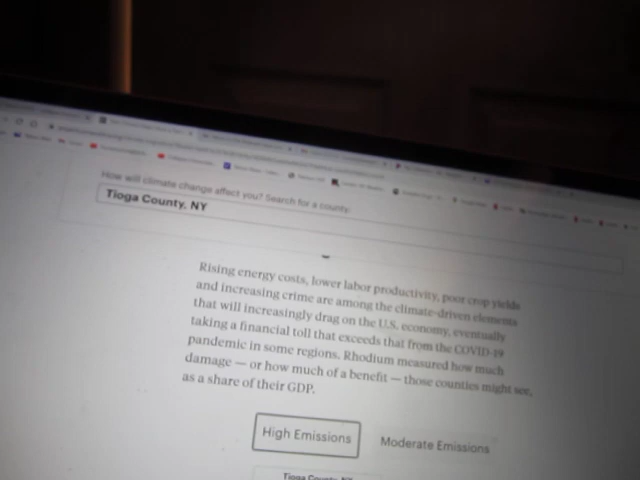 How will climate change affect you? Search for a county.
Tioga County, NY
Rising energy costs, lower labor productivity, poor crop yields
and increasing crime are among the climate-driven elements
that will increasingly drag on the U.S. economy, eventually
taking a financial toll that exceeds that from the COVID-19
pandemic in some regions. Rhodium measured how much
damage — or how much of a benefit — those counties might see,
as a share of their GDP.
High Emissions
Moderate Emissions
Tioga County, NY